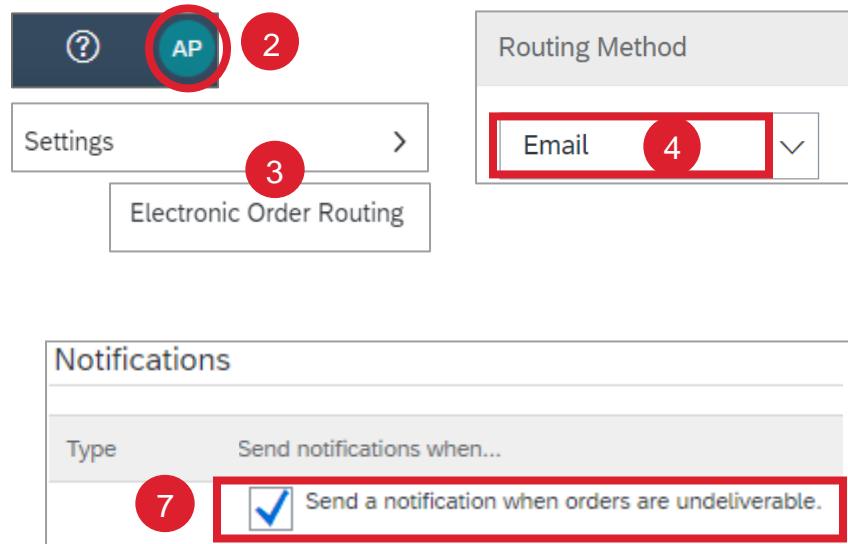 ? AP 2
Settings >
3
Electronic Order Routing
Routing Method
Email 4
Notifications
Type Send notifications when...
7 Send a notification when orders are undeliverable.